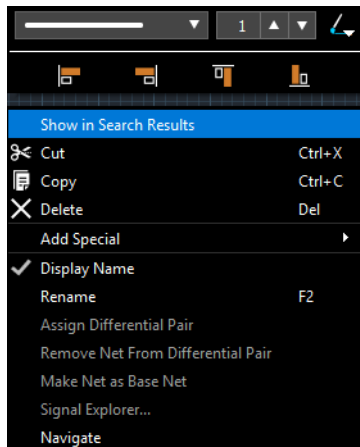 1
Show in Search Results
Cut Ctrl+X
Copy Ctrl+C
Delete Del
Add Special
Display Name
Rename F2
Assign Differential Pair
Remove Net From Differential Pair
Make Net as Base Net
Signal Explorer...
Navigate